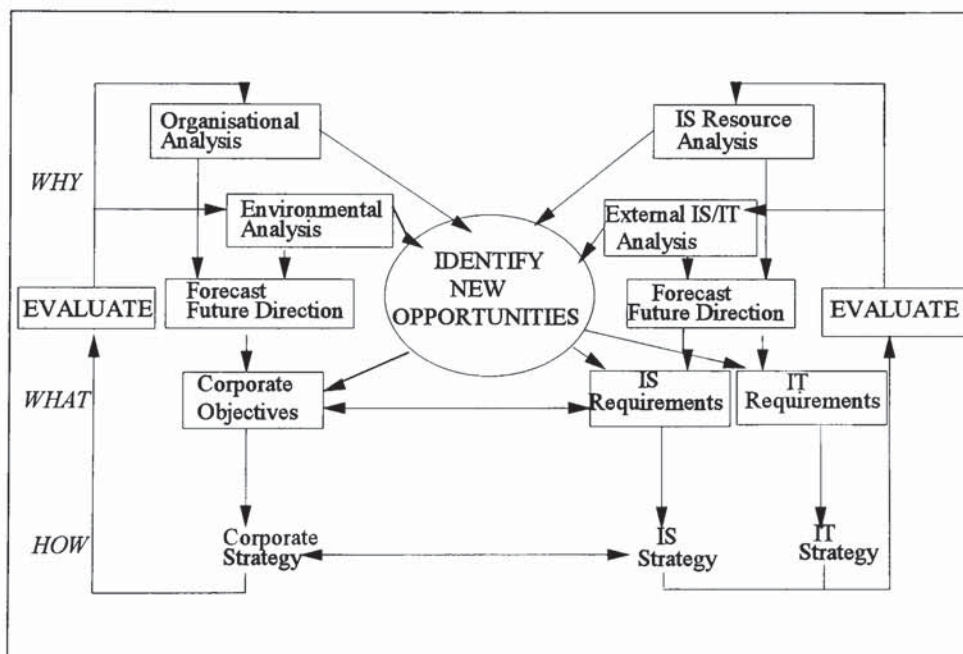 Organisational
Analysis
IS Resource
Analysis
WHY
Environmental
Analysis
External IS/IT
Analysis
IDENTIFY
NEW
OPPORTUNITIES
EVALUATE
Forecast
Future Direction
Forecast
Future Direction
EVALUATE
WHAT
Corporate
Objectives
IS
Requirements
IT
Requirements
HOW
Corporate
Strategy
IS
Strategy
IT
Strategy